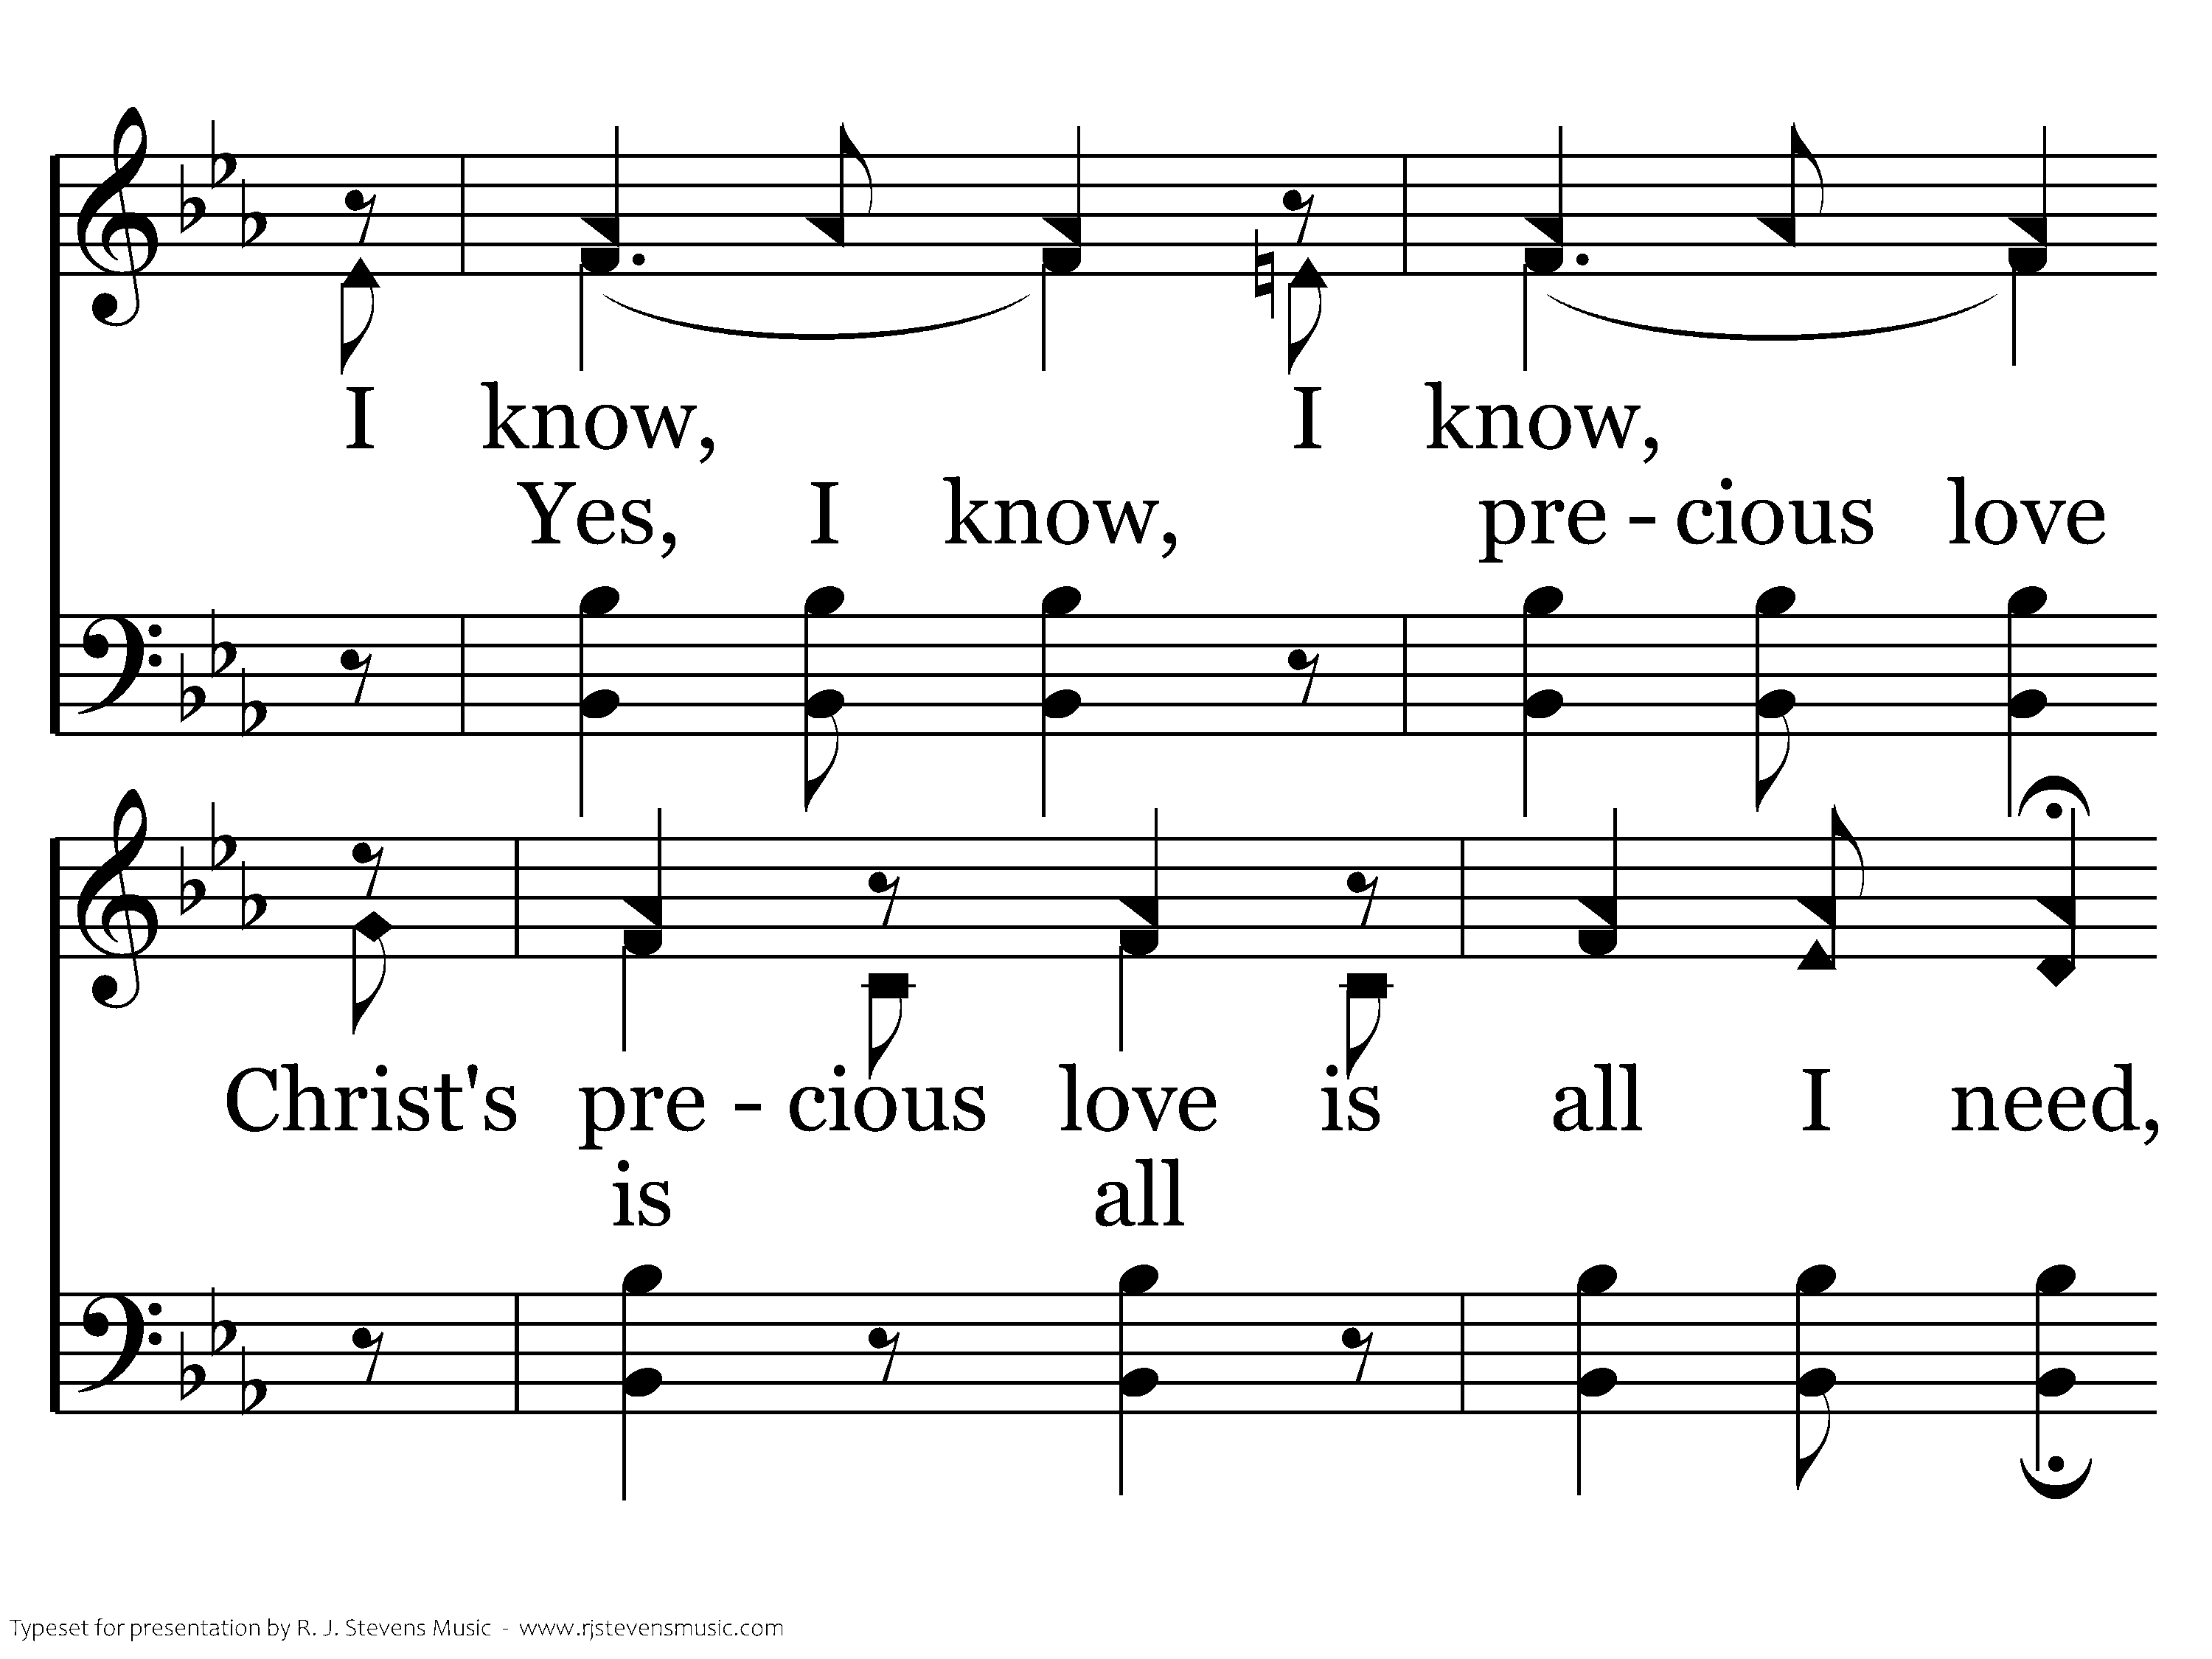 I know, I know,
Yes, I know, pre - cious love
Christ's pre - cious love is all I need,
is all
Typeset for presentation by R. J. Stevens Music - www.rjstevensmusic.com